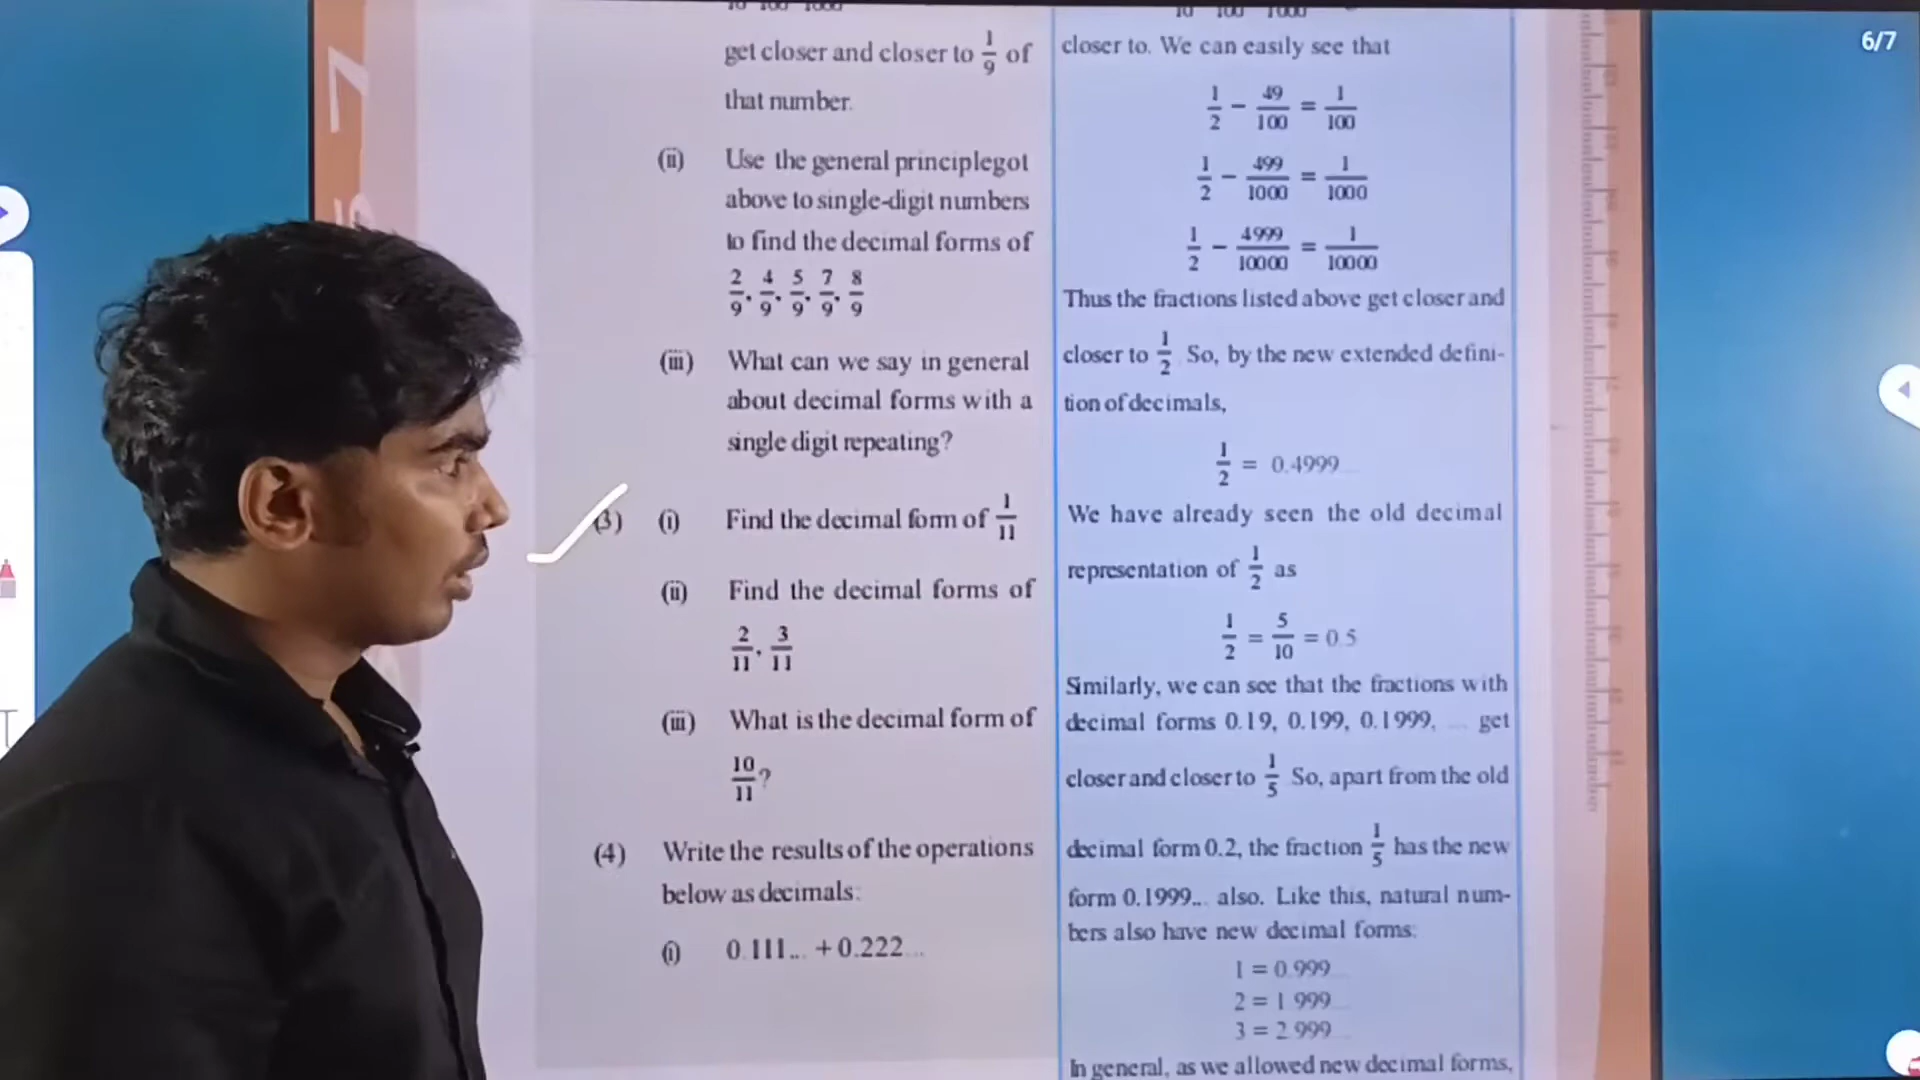 6/7
10 100 1000
get closer and closer to 1/9 of
that number.
(ii) Use the general principlegot
above to single-digit numbers
to find the decimal forms of
2/9, 4/9, 5/9, 7/9, 8/9
(iii) What can we say in general
about decimal forms with a
single digit repeating?
(3) (i) Find the decimal form of 1/11
(ii) Find the decimal forms of
2/11, 3/11
(iii) What is the decimal form of
10/11?
(4) Write the results of the operations
below as decimals:
(i) 0.111... + 0.222...
10 100 1000
closer to. We can easily see that
1/2 − 49/100 = 1/100
1/2 − 499/1000 = 1/1000
1/2 − 4999/10000 = 1/10000
Thus the fractions listed above get closer and
closer to 1/2. So, by the new extended defini-
tion of decimals,
1/2 = 0.4999...
We have already seen the old decimal
representation of 1/2 as
1/2 = 5/10 = 0.5
Similarly, we can see that the fractions with
decimal forms 0.19, 0.199, 0.1999, ... get
closer and closer to 1/5. So, apart from the old
decimal form 0.2, the fraction 1/5 has the new
form 0.1999... also. Like this, natural num-
bers also have new decimal forms:
1 = 0.999...
2 = 1.999...
3 = 2.999...
In general, as we allowed new decimal forms,